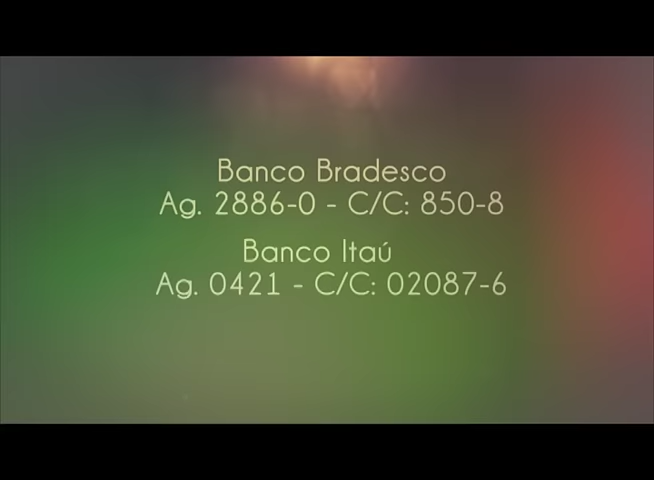 Banco Bradesco
Ag. 2886-0 - C/C: 850-8
Banco Itaú
Ag. 0421 - C/C: 02087-6